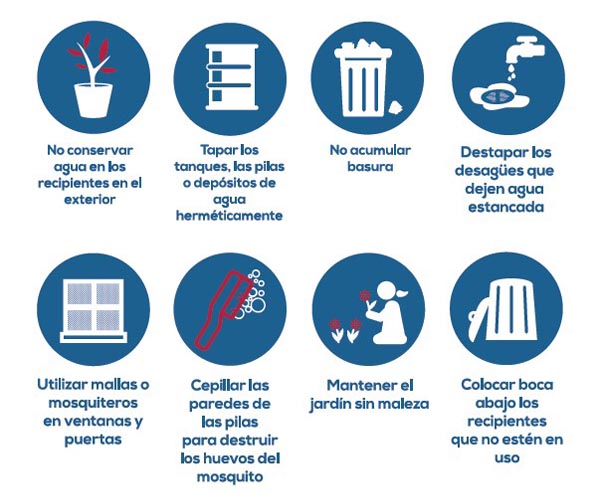 No conservar
agua en los
recipientes en el
exterior
Tapar los
tanques, las pilas
o depósitos de
agua
herméticamente
No acumular
basura
Destapar los
desagües que
dejen agua
estancada
Utilizar mallas o
mosquiteros
en ventanas y
puertas
Cepillar las
paredes de
las pilas
para destruir
los huevos del
mosquito
Mantener el
jardín sin maleza
Colocar boca
abajo los
recipientes
que no estén en
uso